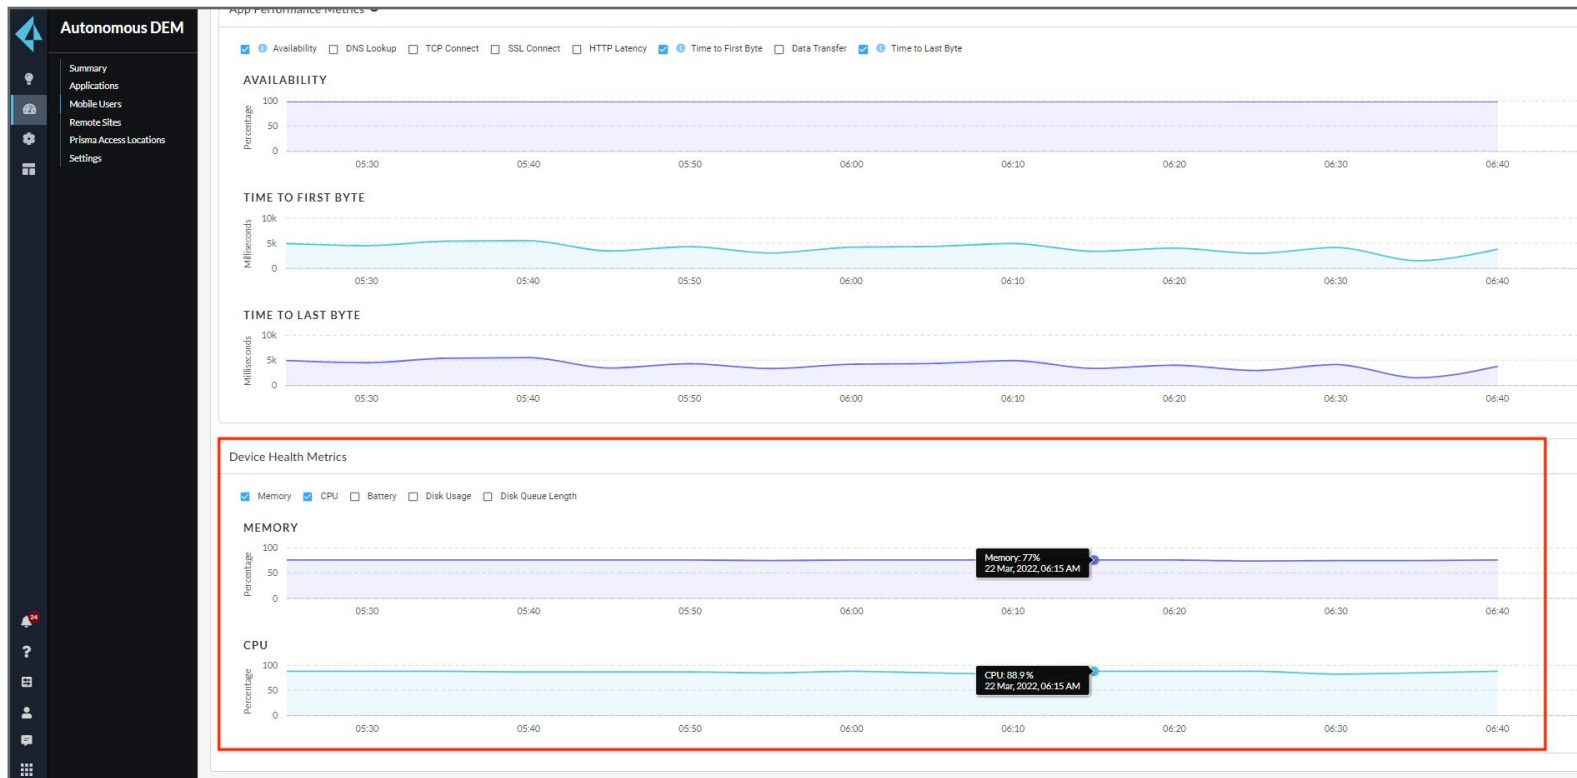 Autonomous DEM
Summary
Applications
Mobile Users
Remote Sites
Prisma Access Locations
Settings
24
App Performance Metrics
Availability DNS Lookup TCP Connect SSL Connect HTTP Latency Time to First Byte Data Transfer Time to Last Byte
AVAILABILITY
Percentage
100
50
0
05:30 05:40 05:50 06:00 06:10 06:20 06:30 06:40
TIME TO FIRST BYTE
Milliseconds
10k
5k
0
05:30 05:40 05:50 06:00 06:10 06:20 06:30 06:40
TIME TO LAST BYTE
Milliseconds
10k
5k
0
05:30 05:40 05:50 06:00 06:10 06:20 06:30 06:40
Device Health Metrics
Memory CPU Battery Disk Usage Disk Queue Length
MEMORY
Percentage
100
50
0
Memory: 77%
22 Mar, 2022, 06:15 AM
05:30 05:40 05:50 06:00 06:10 06:20 06:30 06:40
CPU
Percentage
100
50
0
CPU: 88.9 %
22 Mar, 2022, 06:15 AM
05:30 05:40 05:50 06:00 06:10 06:20 06:30 06:40